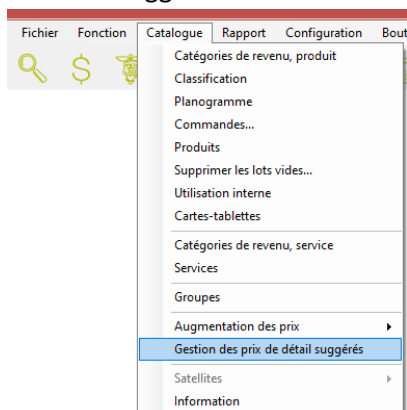 gg
Fichier Fonction Catalogue Rapport Configuration Bout
$
Catégories de revenu, produit
Classification
Planogramme
Commandes...
Produits
Supprimer les lots vides...
Utilisation interne
Cartes-tablettes
Catégories de revenu, service
Services
Groupes
Augmentation des prix
Gestion des prix de détail suggérés
Satellites
Information